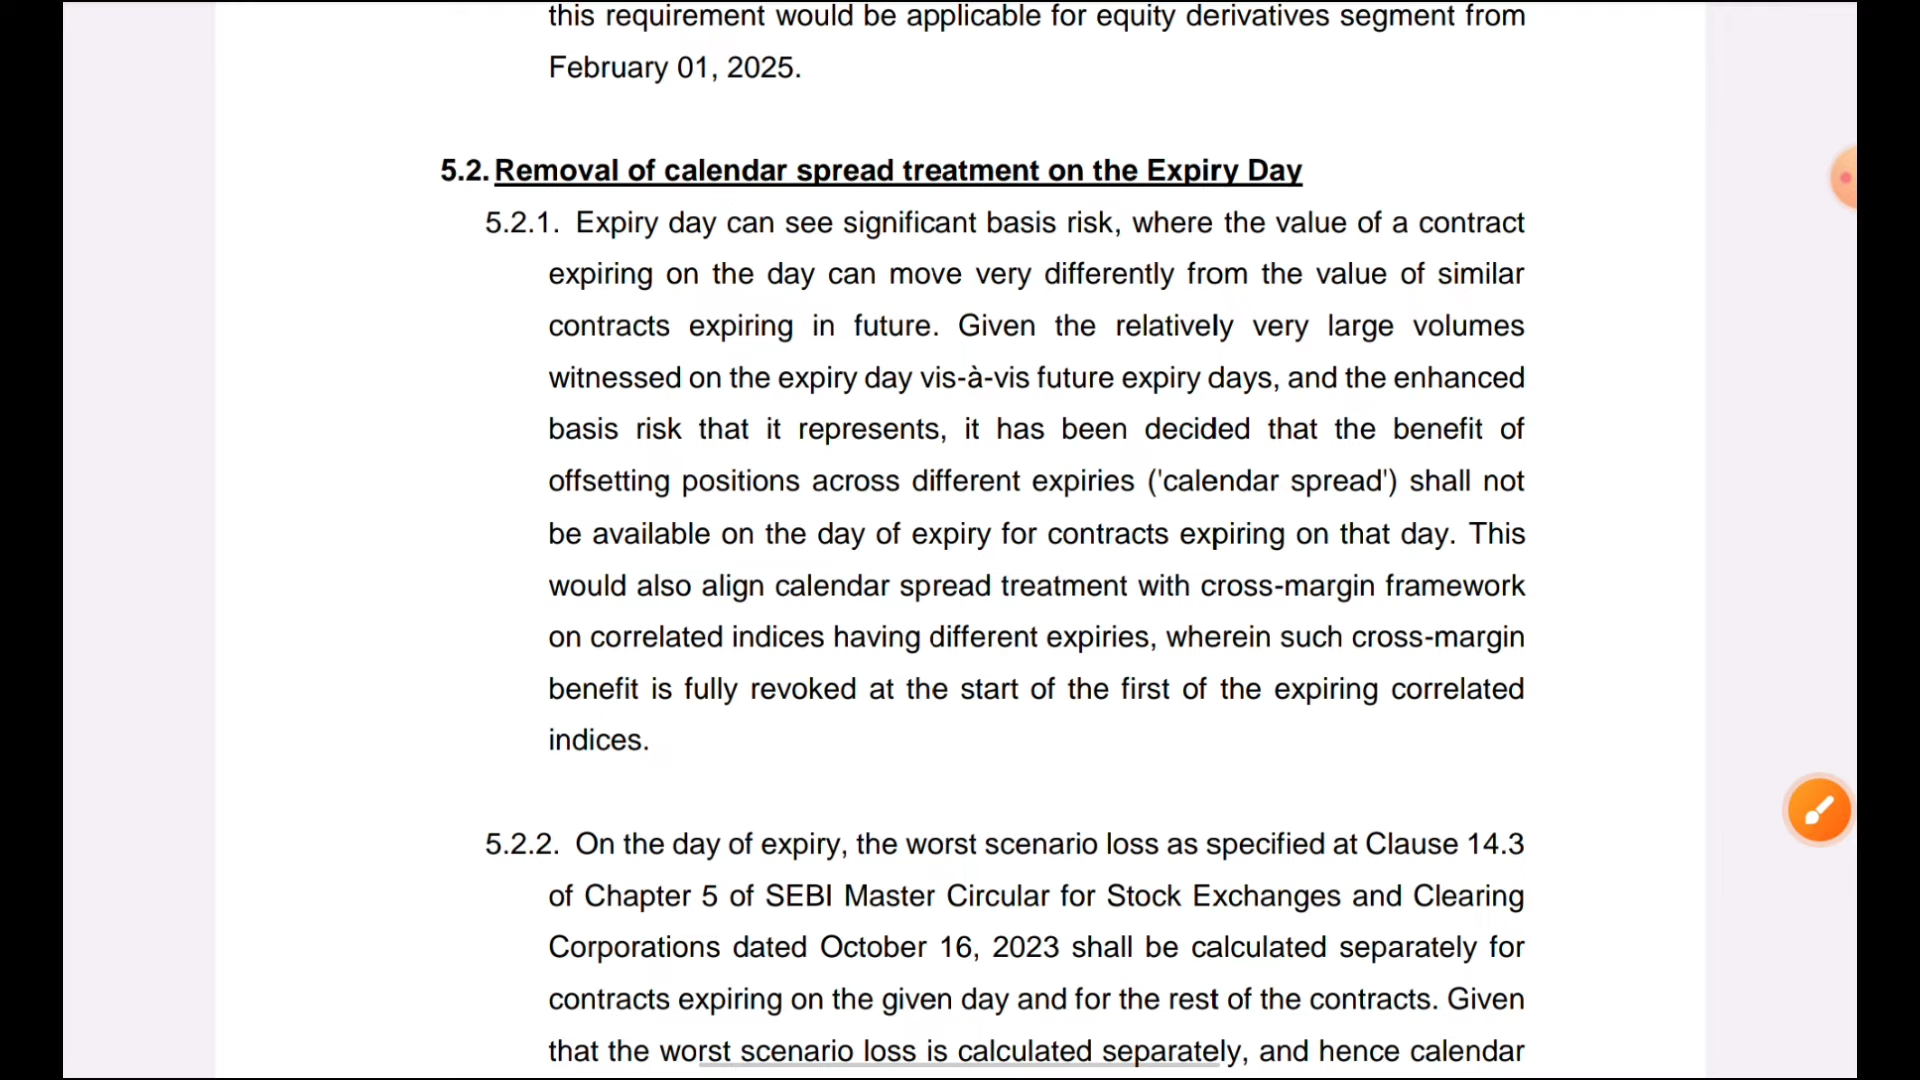 this requirement would be applicable for equity derivatives segment from
February 01, 2025.
5.2. Removal of calendar spread treatment on the Expiry Day
5.2.1. Expiry day can see significant basis risk, where the value of a contract
expiring on the day can move very differently from the value of similar
contracts expiring in future. Given the relatively very large volumes
witnessed on the expiry day vis-à-vis future expiry days, and the enhanced
basis risk that it represents, it has been decided that the benefit of
offsetting positions across different expiries ('calendar spread') shall not
be available on the day of expiry for contracts expiring on that day. This
would also align calendar spread treatment with cross-margin framework
on correlated indices having different expiries, wherein such cross-margin
benefit is fully revoked at the start of the first of the expiring correlated
indices.
5.2.2. On the day of expiry, the worst scenario loss as specified at Clause 14.3
of Chapter 5 of SEBI Master Circular for Stock Exchanges and Clearing
Corporations dated October 16, 2023 shall be calculated separately for
contracts expiring on the given day and for the rest of the contracts. Given
that the worst scenario loss is calculated separately, and hence calendar